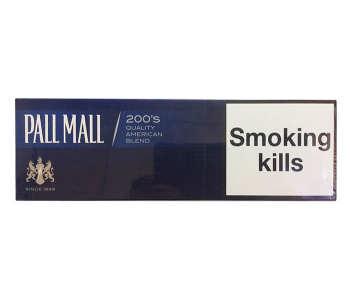 PALL MALL
200'S
QUALITY
AMERICAN
BLEND
SINCE 1899
Smoking
kills